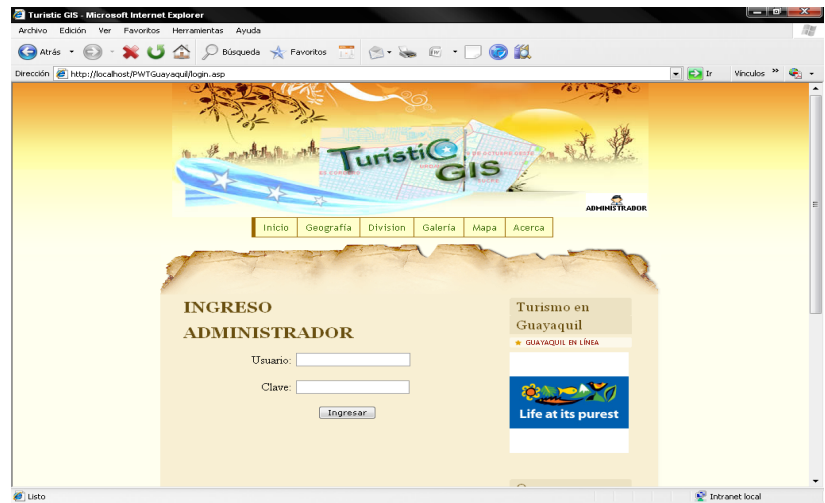 Turistic GIS - Microsoft Internet Explorer
Archivo Edición Ver Favoritos Herramientas Ayuda
Atrás Búsqueda Favoritos
Dirección http://localhost/PWTGuayaquil/login.asp Ir Vínculos »
Turistic
GIS
ADMINISTRADOR
Inicio Geografía Division Galería Mapa Acerca
INGRESO
ADMINISTRADOR
Usuario:
Clave:
Ingresar
Turismo en
Guayaquil
GUAYAQUIL EN LÍNEA
Life at its purest
Listo Intranet local